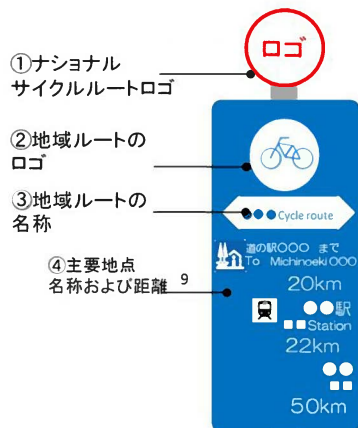 ロゴ
①ナショナル
サイクルルートロゴ
②地域ルートの
ロゴ
③地域ルートの
名称
●●●Cycle route
④主要地点
名称および距離 9
道の駅○○○ まで
To Michinoeki ○○○
20km
●●駅
■■Station
22km
●●
■■
50km